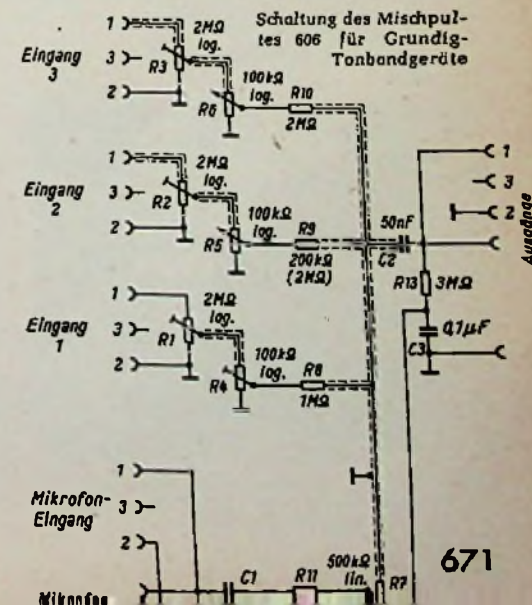 Schaltung des Mischpul-
tes 606 für Grundig-
Tonbandgeräte
Eingang
3
1
3
2
2MΩ
log.
R3
100kΩ
log.
R6
R10
2MΩ
Eingang
2
1
3
2
2MΩ
log.
R2
100kΩ
log.
R5
R9
200kΩ
(2MΩ)
50nF
C2
1
3
2
Ausgänge
R13
3MΩ
0,1μF
C3
Eingang
1
1
3
2
2MΩ
log.
R1
100kΩ
log.
R4
R8
1MΩ
Mikrofon-
Eingang
1
3
2
Mikrofon
C1
R11
500kΩ
lin.
R7
671